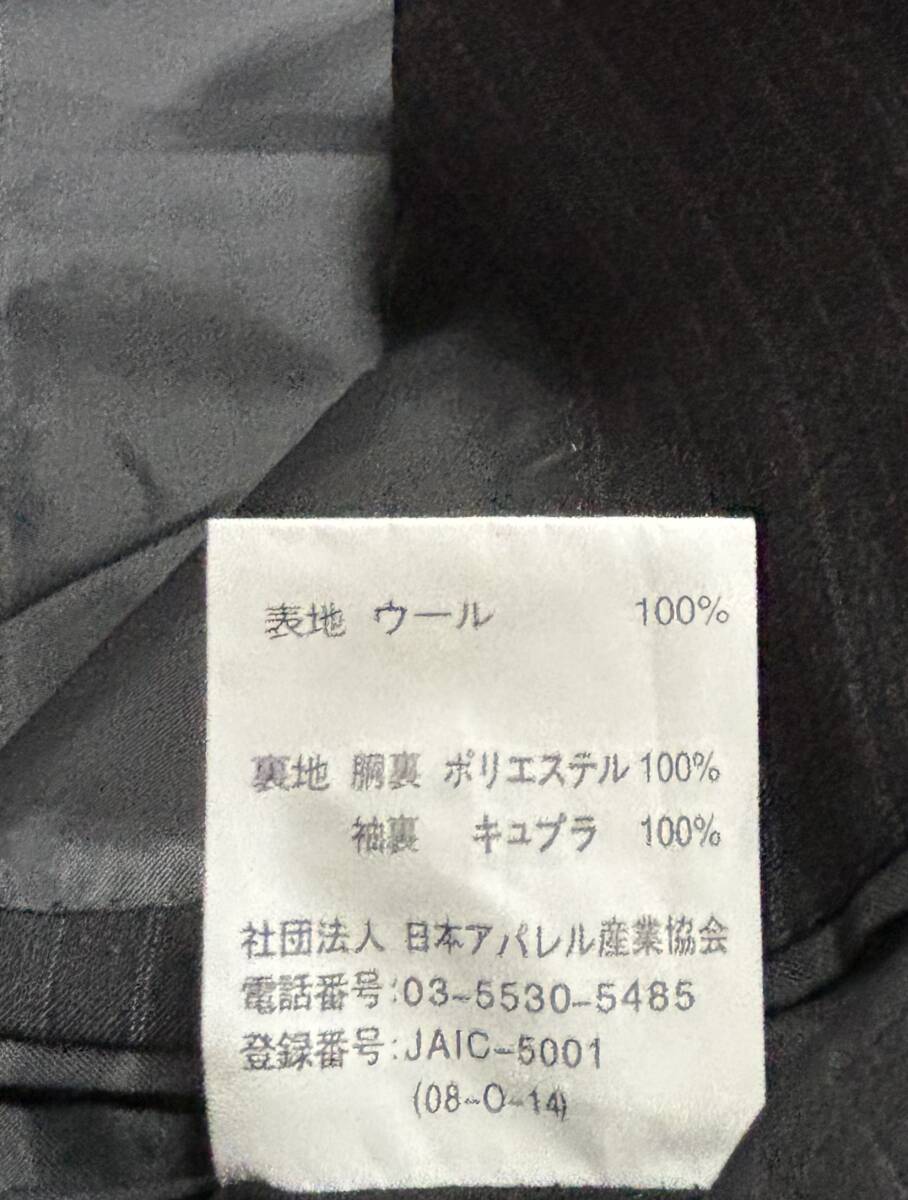 表地 ウール 100%
裏地 胴裏 ポリエステル 100%
袖裏 キュプラ 100%
社団法人 日本アパレル産業協会
電話番号:03-5530-5485
登録番号:JAIC-5001
(08-O-14)